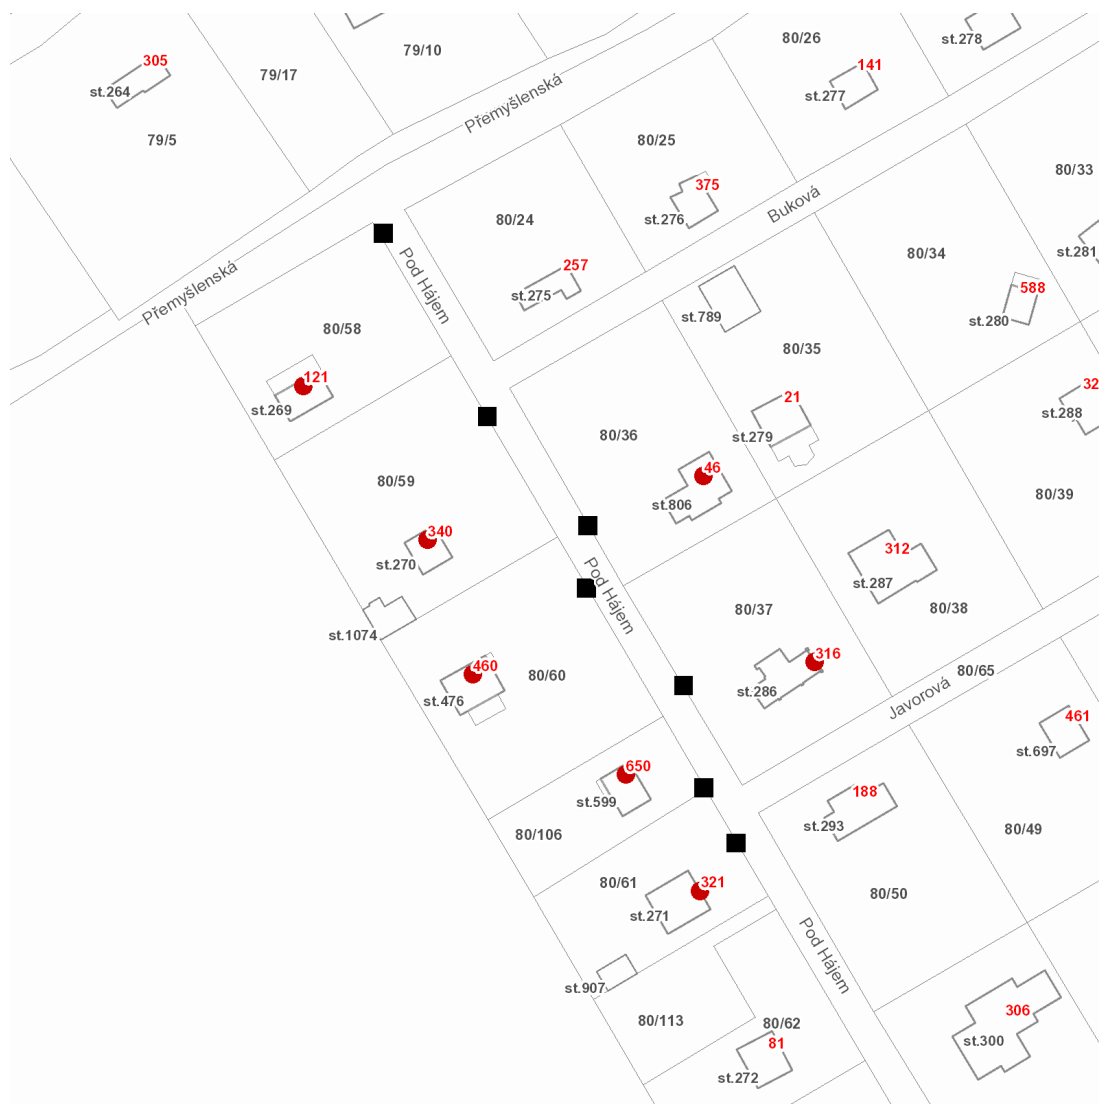 80/26
st.278
79/10
305
141
79/17
st.264
st.277
Přemyšlenská
79/5
80/25
80/33
375
Buková
st.276
80/24
80/34
st.281
257
Přemyšlenská
Pod Hájem
588
st.275
st.789
st.280
80/58
80/35
121
32
21
st.269
st.288
80/36
st.279
46
80/59
80/39
st.806
340
312
st.270
st.287
Pod Hájem
80/37
80/38
st.1074
316
460
80/65
80/60
st.286
st.476
Javorová
461
st.697
650
188
st.599
st.293
80/106
80/49
321
80/61
80/50
st.271
Pod Hájem
st.907
306
80/113
80/62
st.300
81
st.272